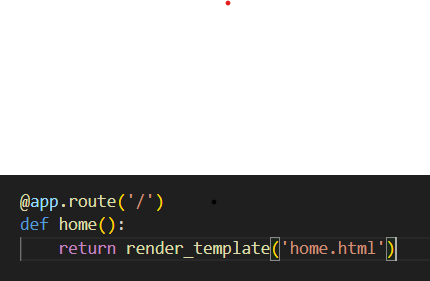 @app.route('/')
def home():
    return render_template('home.html')